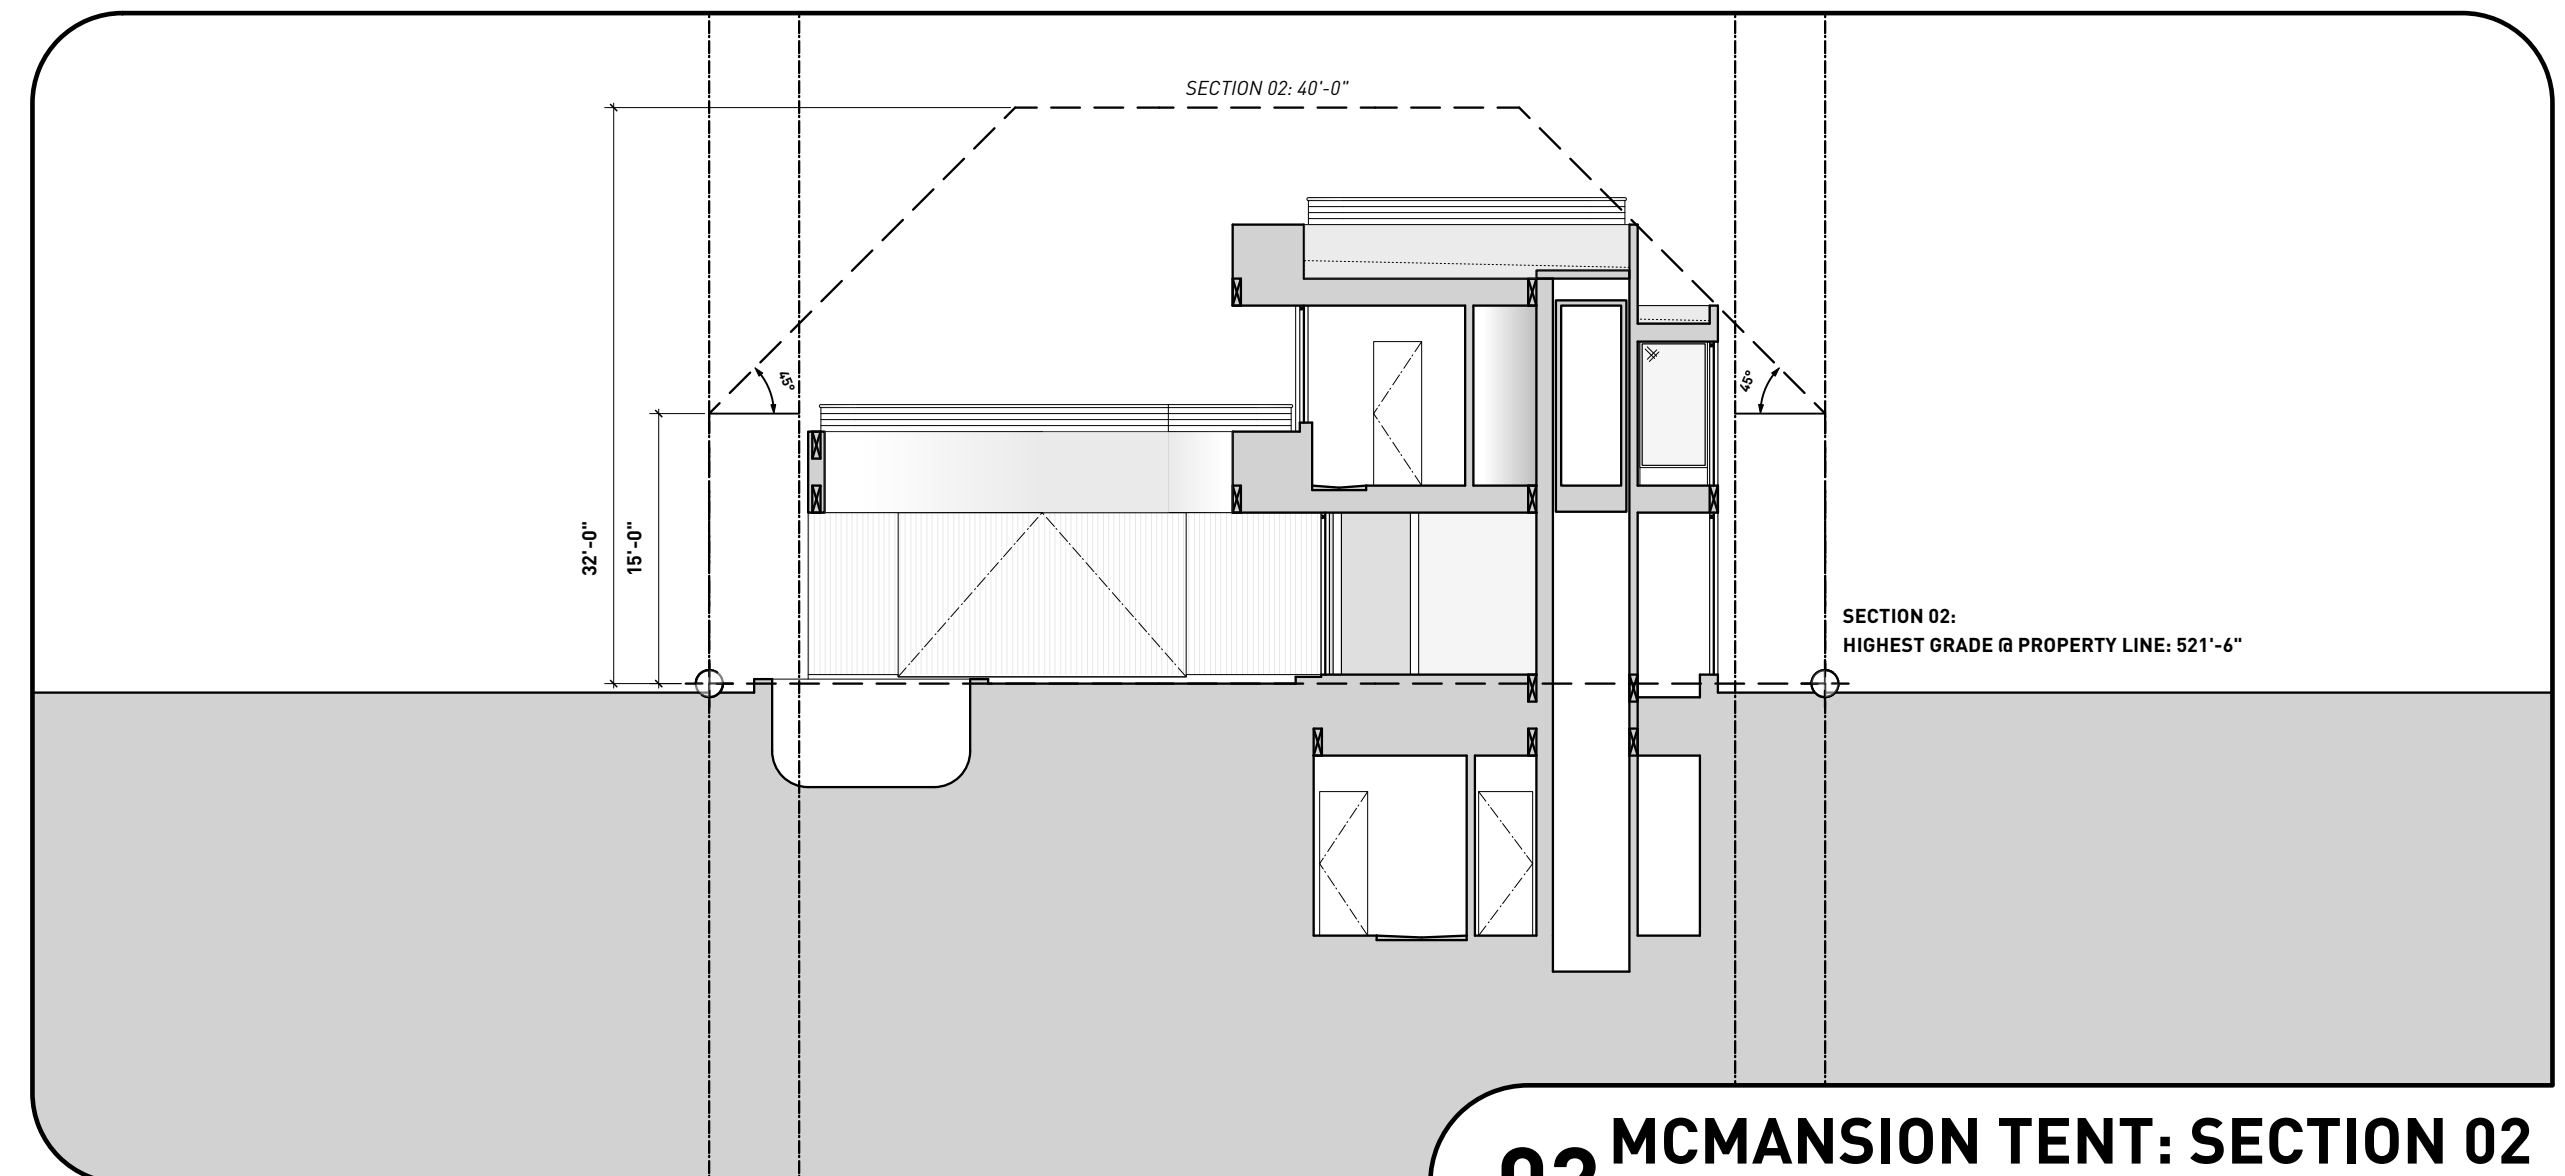 SECTION 02: 40'-0"
45°
45°
32'-0"
15'-0"
SECTION 02:
HIGHEST GRADE @ PROPERTY LINE: 521'-6"
MCMANSION TENT: SECTION 02